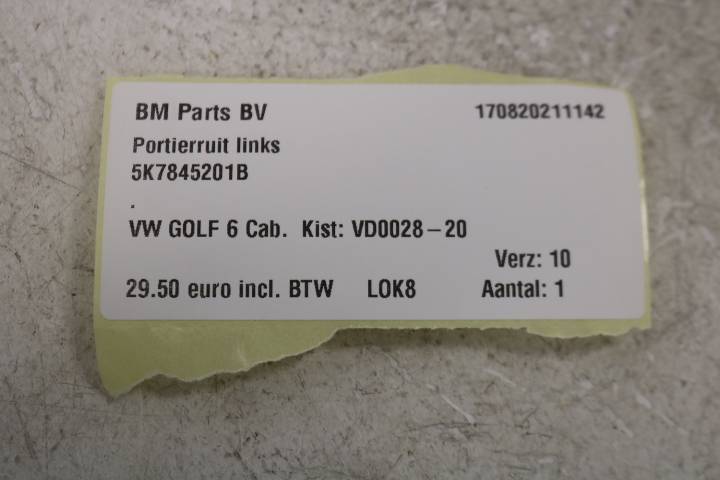 BM Parts BV 170820211142
Portierruit links
5K7845201B
.
VW GOLF 6 Cab. Kist: VD0028-20
Verz: 10
29.50 euro incl. BTW LOK8 Aantal: 1